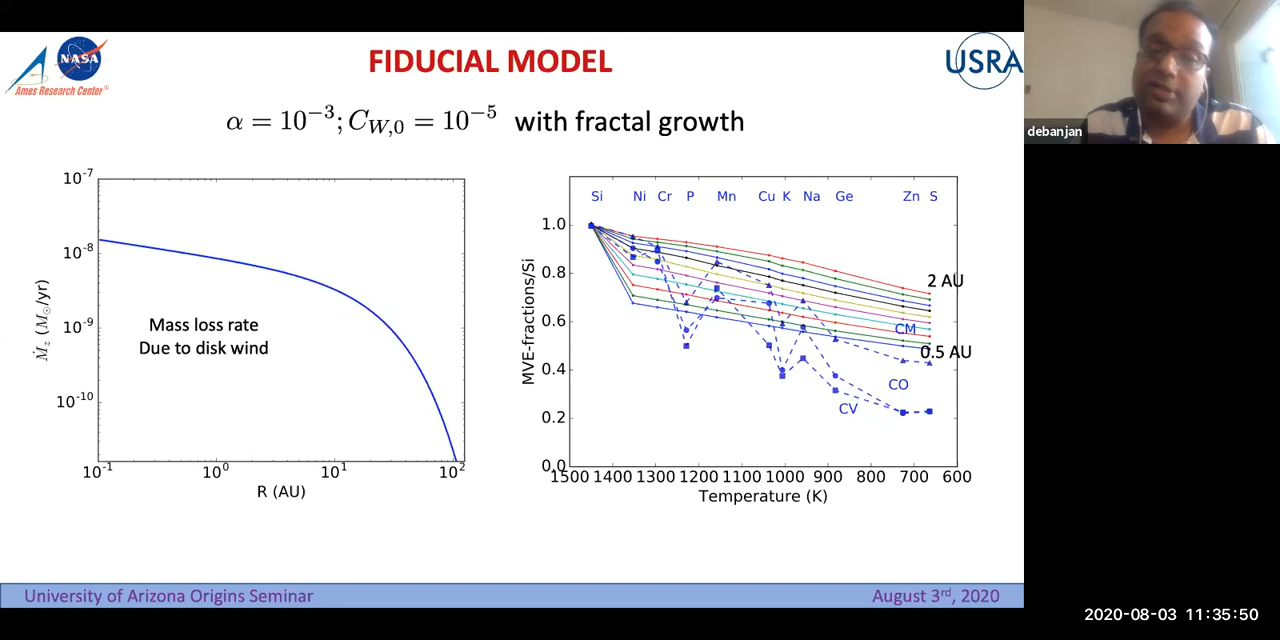 NASA
Ames Research Center
FIDUCIAL MODEL
USRA
debanjan
α = 10⁻³; C_{W,0} = 10⁻⁵ with fractal growth
10⁻⁷
10⁻⁸
10⁻⁹
10⁻¹⁰
Ṁ_z (M_⊙/yr)
Mass loss rate
Due to disk wind
10⁻¹ 10⁰ 10¹ 10²
R (AU)
Si Ni Cr P Mn Cu K Na Ge Zn S
1.0
0.8
0.6
0.4
0.2
0.0
MVE-fractions/Si
2 AU
CM
0.5 AU
CO
CV
1500 1400 1300 1200 1100 1000 900 800 700 600
Temperature (K)
University of Arizona Origins Seminar
August 3rd, 2020
2020-08-03 11:35:50